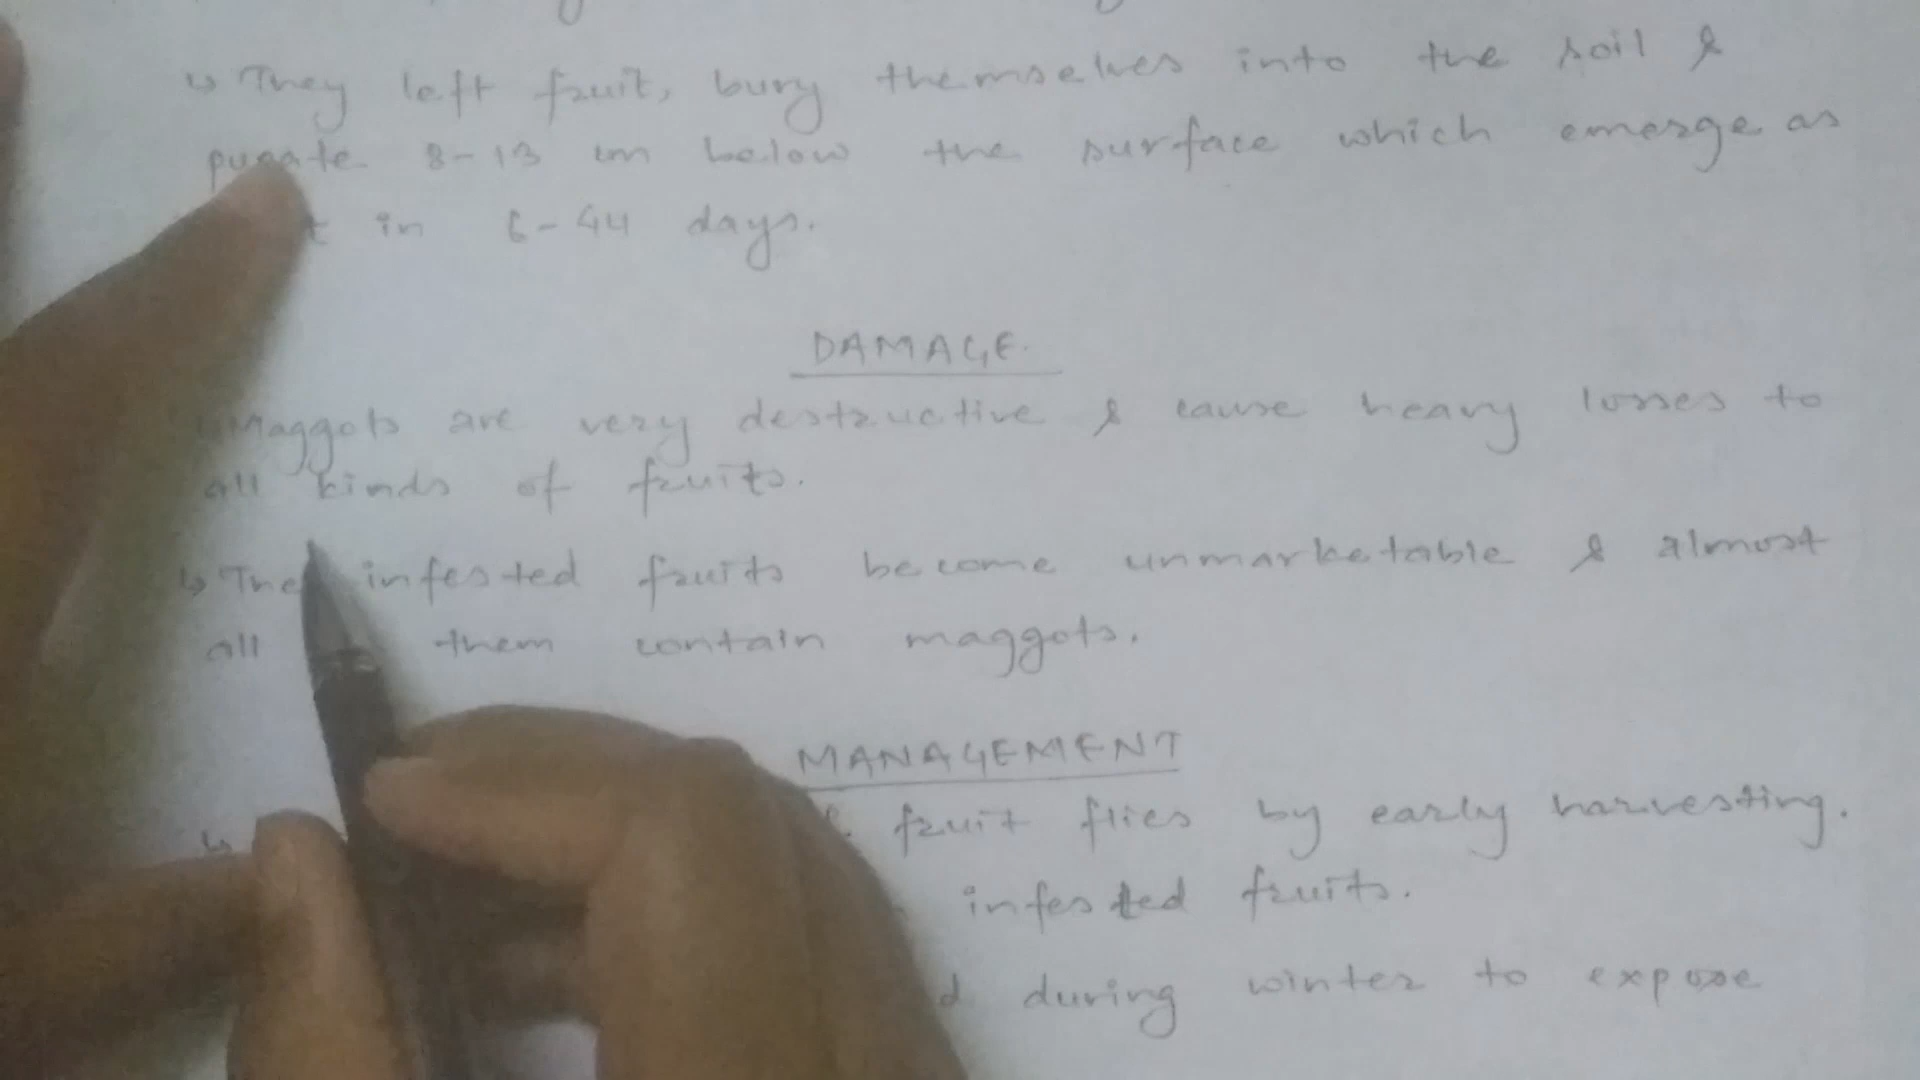 ↳ They left fruit, bury themselves into the soil &
pupate 8-13 cm below the surface which emerge as
in 6-44 days.
DAMAGE.
↳ Maggots are very destructive & cause heavy losses to
all kinds of fruits.
↳ The infested fruits become unmarketable & almost
all them contain maggots.
MANAGEMENT
↳ fruit flies by early harvesting.
infested fruits.
during winter to expose